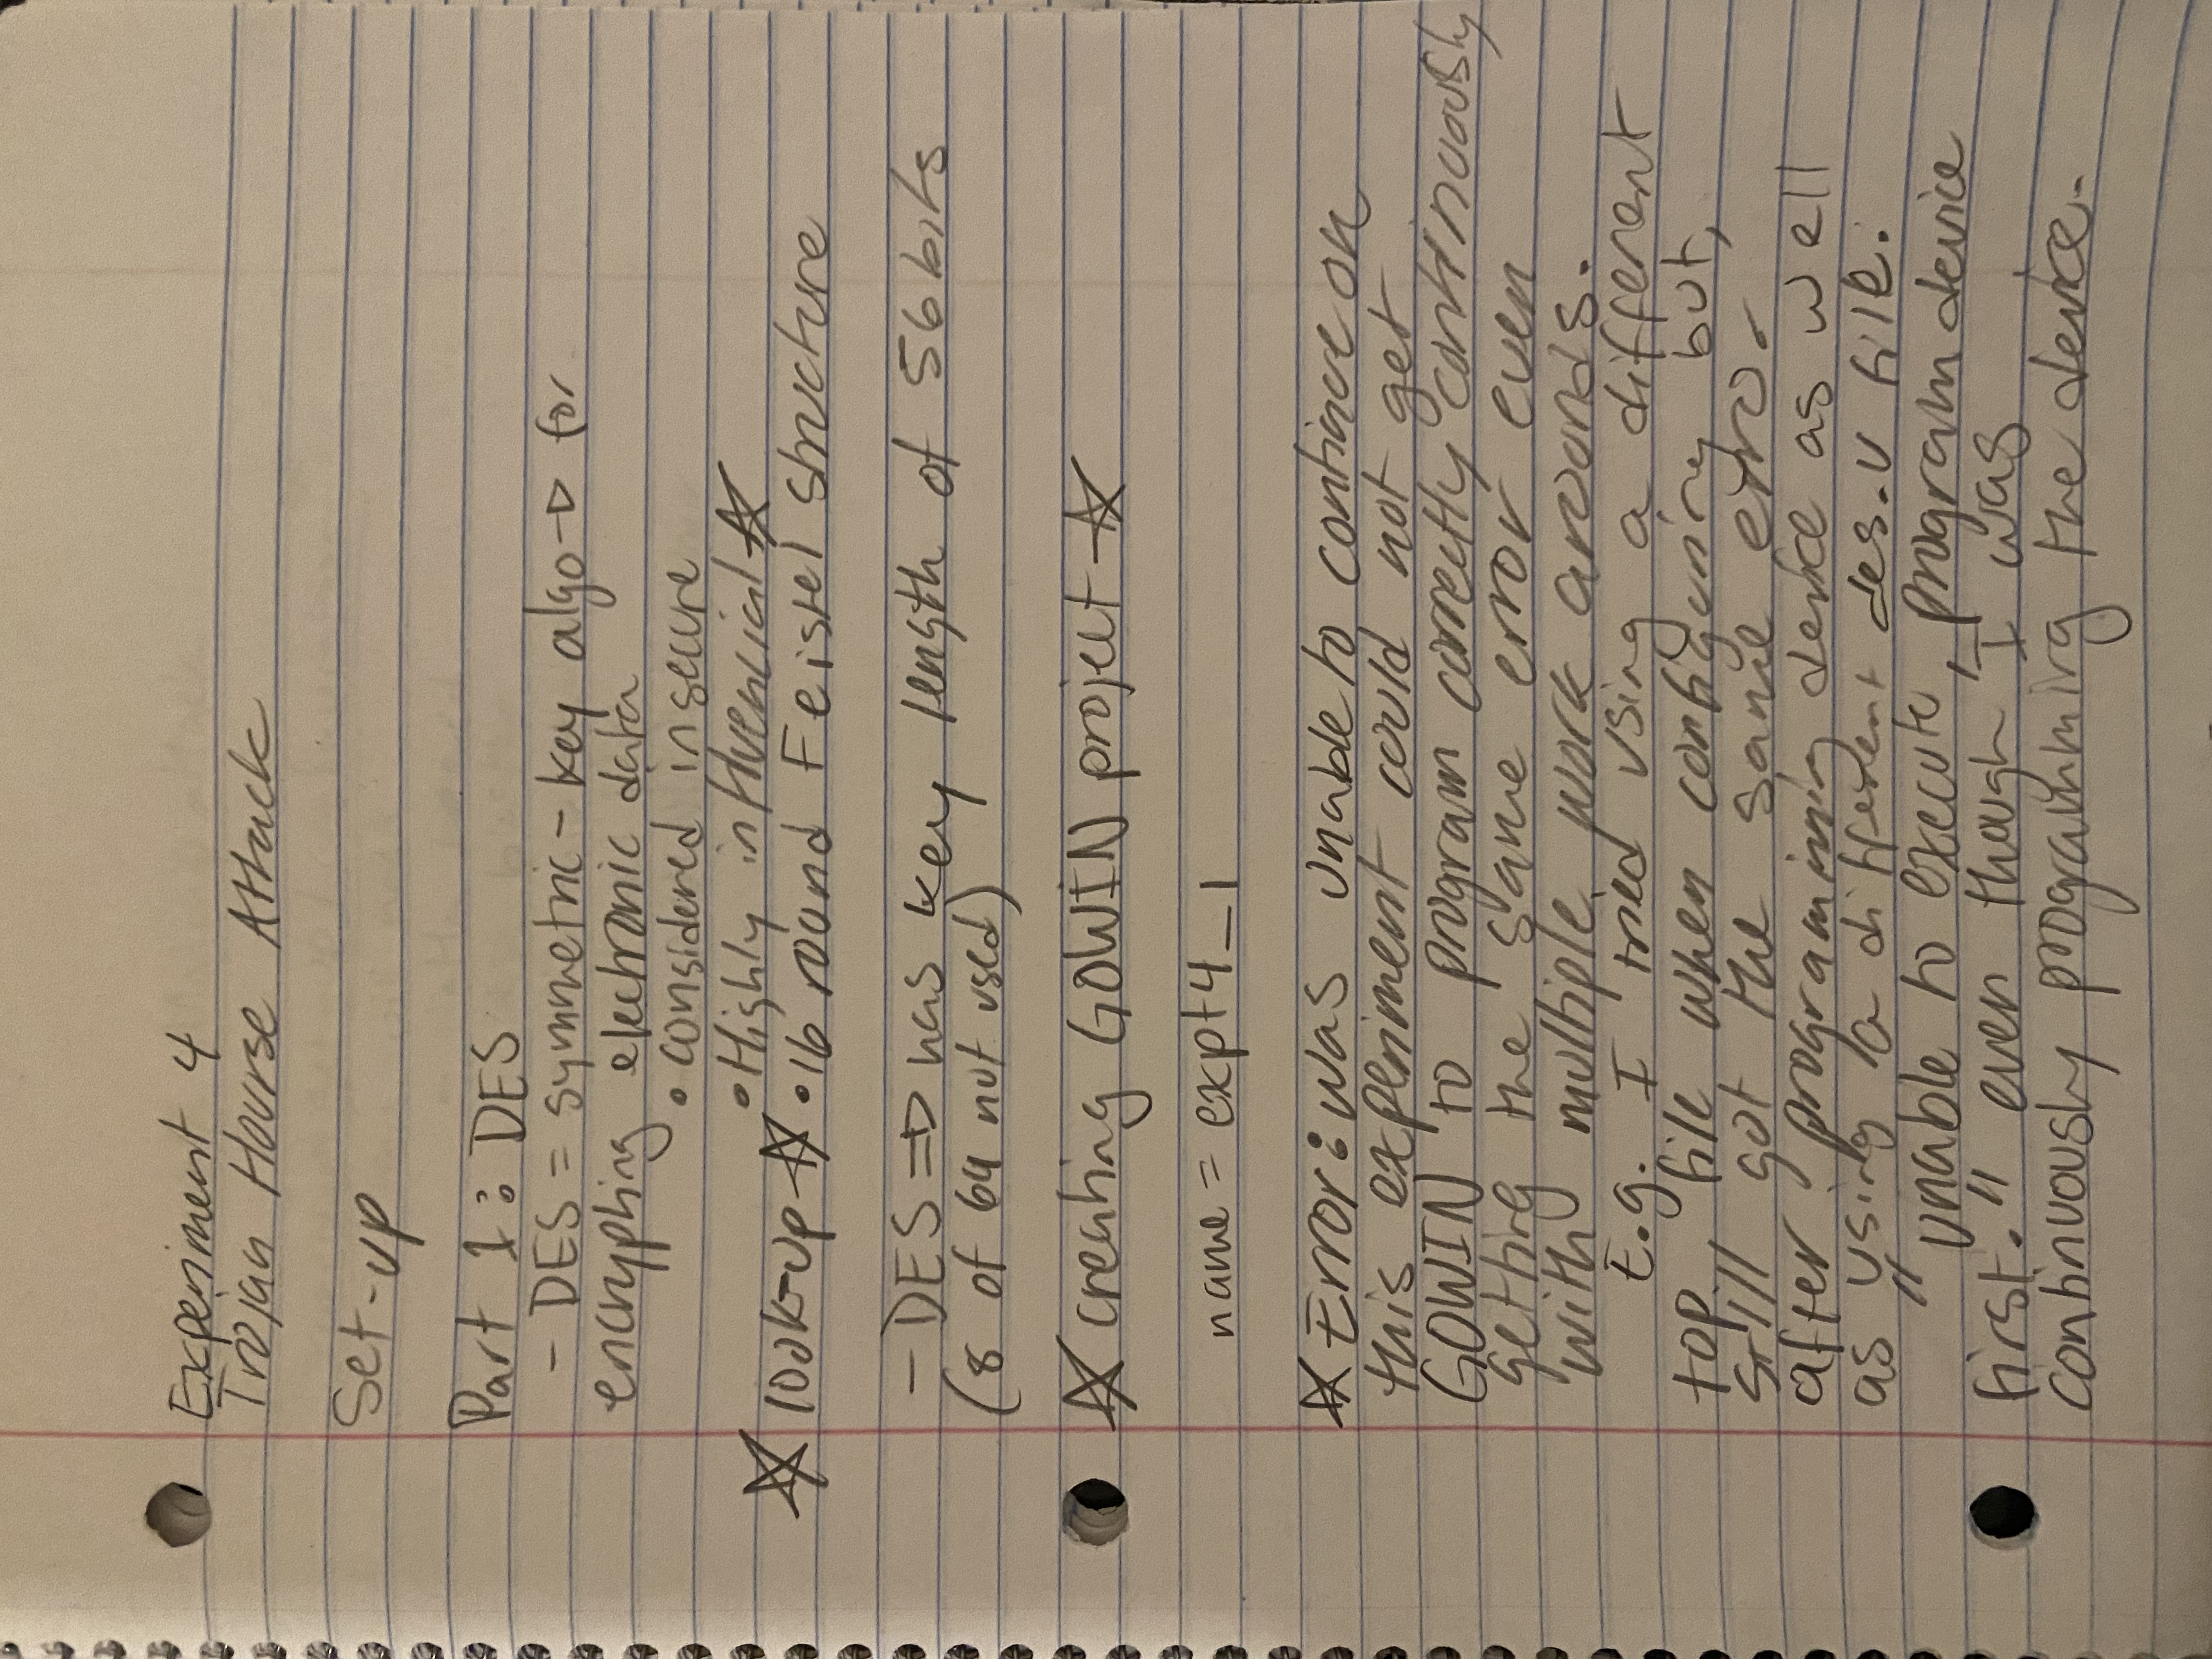 Experiment 4
Trojan Hourse Attack
Set-up
Part 1: DES
- DES = symmetric-key algo → for
encrypting electronic data
• considered insecure
• Highly influencial ☆
☆ look-up ☆ • 16 round Feistel structure
- DES ⇒ has key length of 56 bits
(8 of 64 not used)
☆ creating GOWIN project ☆
name = expt4_1
☆ Error: was unable to continue on
this experiment could not get
GOWIN to program correctly continuously
getting the same error even
with multiple work arounds.
E.g. I tried using a different
top file when configuring but,
still got the same erro.
after programming device as well
as using a different des.v file.
"unable to execute, program device
first." even though I was
continuously programming the device.